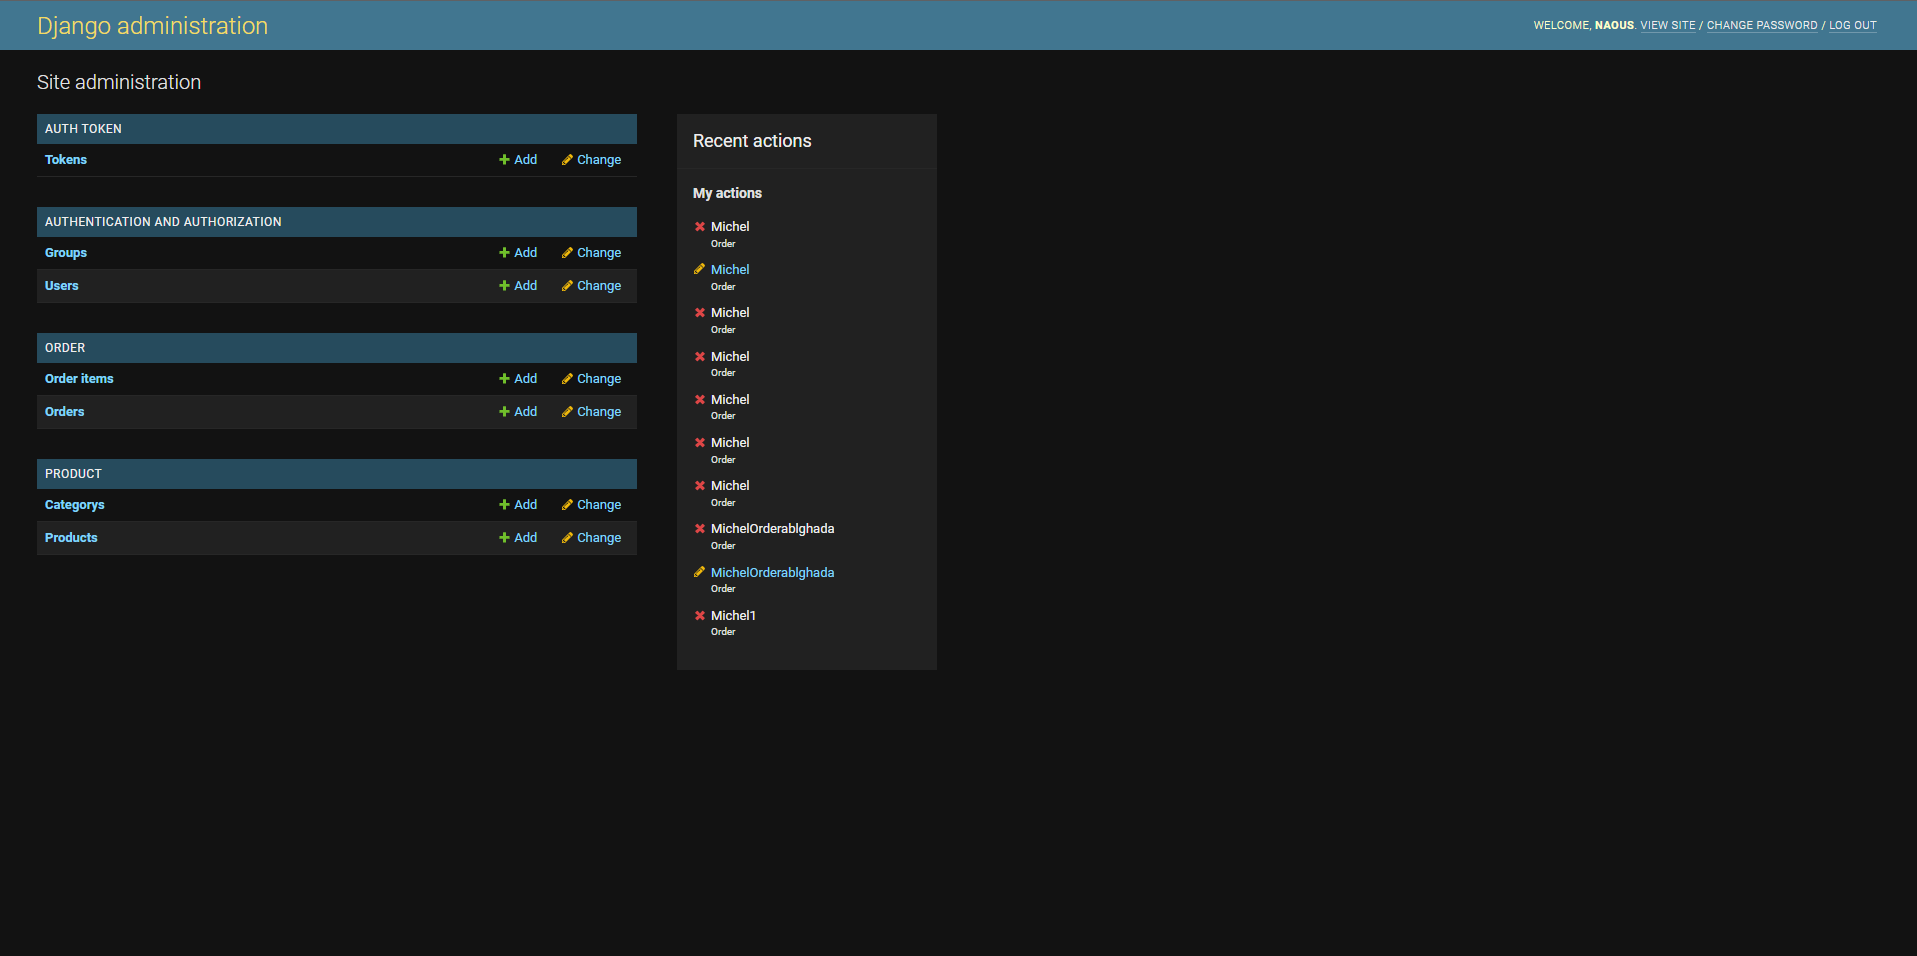 Django administration
WELCOME, NAOUS. VIEW SITE / CHANGE PASSWORD / LOG OUT
Site administration
AUTH TOKEN
Tokens Add Change
AUTHENTICATION AND AUTHORIZATION
Groups Add Change
Users Add Change
ORDER
Order items Add Change
Orders Add Change
PRODUCT
Categorys Add Change
Products Add Change
Recent actions
My actions
Michel
Order
Michel
Order
Michel
Order
Michel
Order
Michel
Order
Michel
Order
Michel
Order
MichelOrderablghada
Order
MichelOrderablghada
Order
Michel1
Order